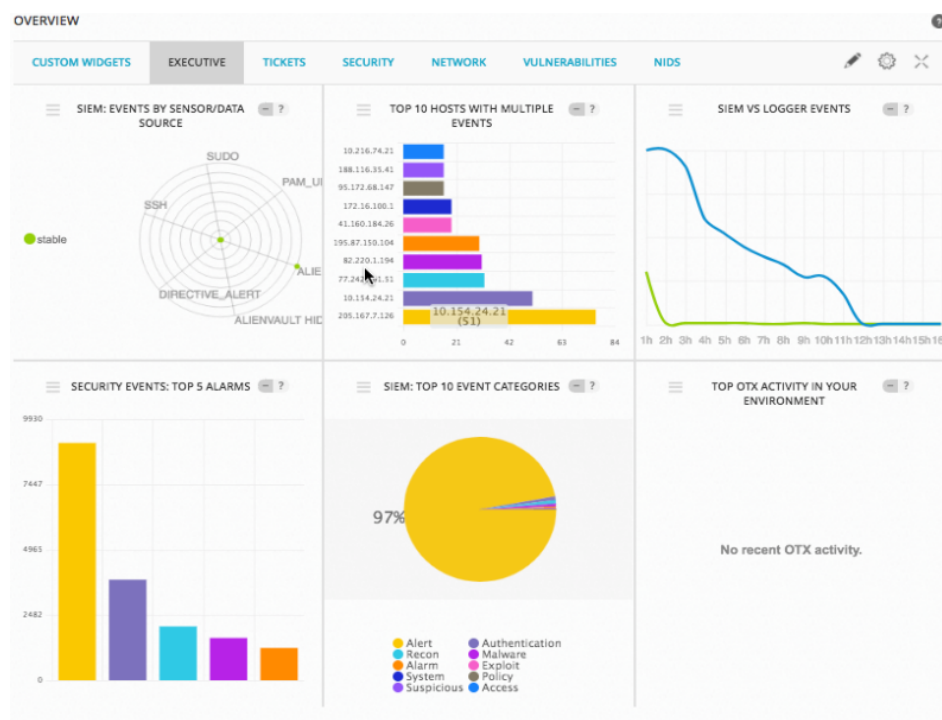 OVERVIEW
CUSTOM WIDGETS EXECUTIVE TICKETS SECURITY NETWORK VULNERABILITIES NIDS
SIEM: EVENTS BY SENSOR/DATA
SOURCE
SUDO
PAM_U
SSH
stable
ALIE
DIRECTIVE_ALERT
ALIENVAULT HID
TOP 10 HOSTS WITH MULTIPLE
EVENTS
10.216.74.21
188.116.35.41
95.172.68.147
172.16.100.1
41.160.184.26
195.87.150.104
82.220.1.194
10.154.24.21
205.167.7.126
10.154.24.21
(51)
0 21 42 63 84
SIEM VS LOGGER EVENTS
1h 2h 3h 4h 5h 6h 7h 8h 9h 10h 11h 12h 13h 14h 15h 16
SECURITY EVENTS: TOP 5 ALARMS
9930
7447
4965
2482
0
SIEM: TOP 10 EVENT CATEGORIES
97%
Alert Authentication
Recon Malware
Alarm Exploit
System Policy
Suspicious Access
TOP OTX ACTIVITY IN YOUR
ENVIRONMENT
No recent OTX activity.